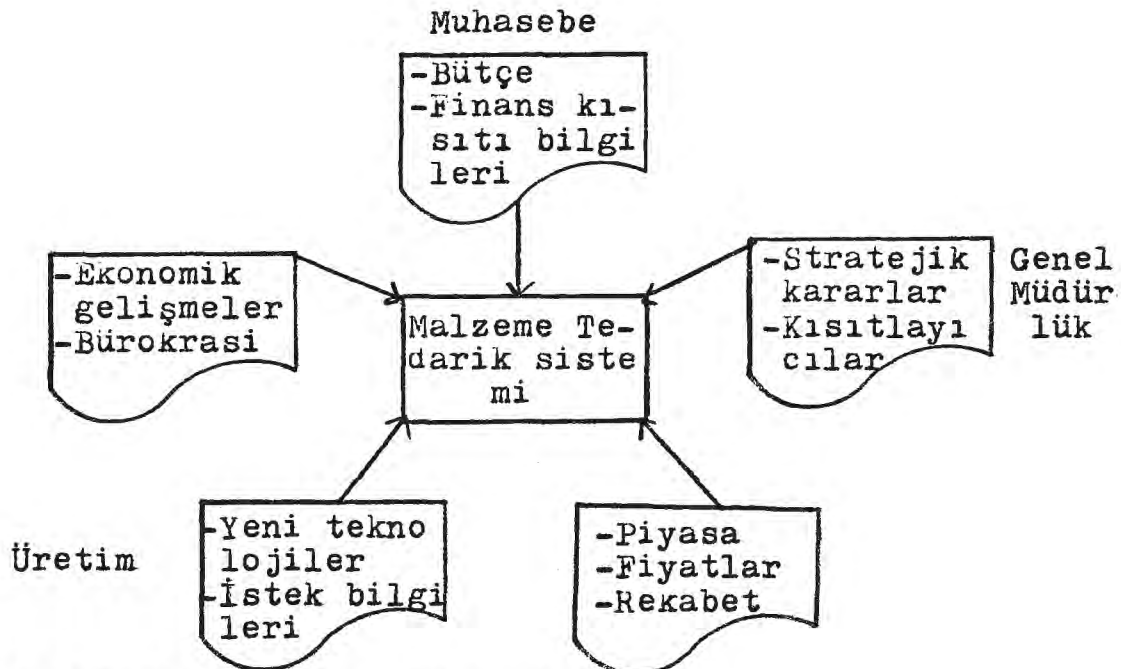 Muhasebe
-Bütçe
-Finans kı-
sıtı bilgi
leri
-Ekonomik
gelişmeler
-Bürokrasi
Malzeme Te-
darik siste
mi
-Stratejik
kararlar
-Kısıtlayı
cılar
Genel
Müdür
lük
Üretim
-Yeni tekno
lojiler
-İstek bilgi
leri
-Piyasa
-Fiyatlar
-Rekabet